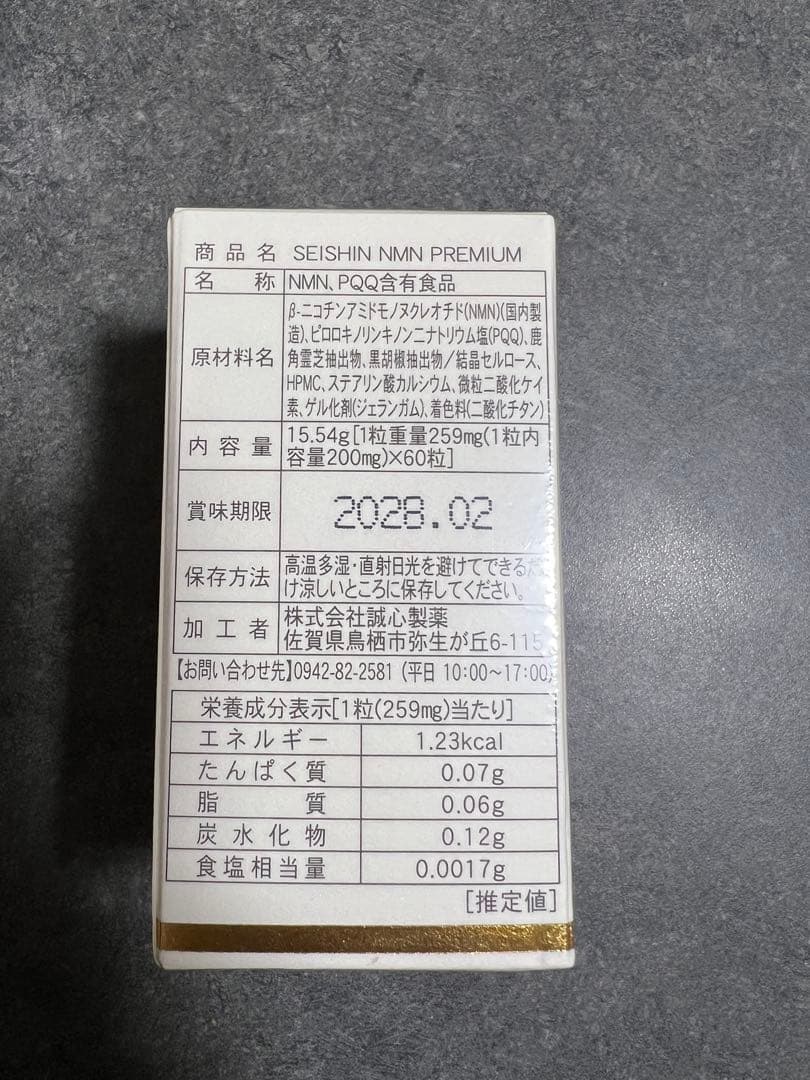 商品名 SEISHIN NMN PREMIUM
名称 NMN、PQQ含有食品
原材料名
β-ニコチンアミドモノヌクレオチド(NMN)(国内製
造)、ピロロキノリンキノン二ナトリウム塩(PQQ)、鹿
角霊芝抽出物、黒胡椒抽出物／結晶セルロース、
HPMC、ステアリン酸カルシウム、微粒二酸化ケイ
素、ゲル化剤(ジェランガム)、着色料(二酸化チタン)
内容量
15.54g[1粒重量259mg(1粒内
容量200mg)×60粒]
賞味期限 2028.02
保存方法
高温多湿・直射日光を避けてできるだ
け涼しいところに保存してください。
加工者
株式会社誠心製薬
佐賀県鳥栖市弥生が丘6-115
【お問い合わせ先】0942-82-2581 (平日 10:00～17:00)
栄養成分表示[1粒(259mg)当たり]
エネルギー 1.23kcal
たんぱく質 0.07g
脂質 0.06g
炭水化物 0.12g
食塩相当量 0.0017g
[推定値]